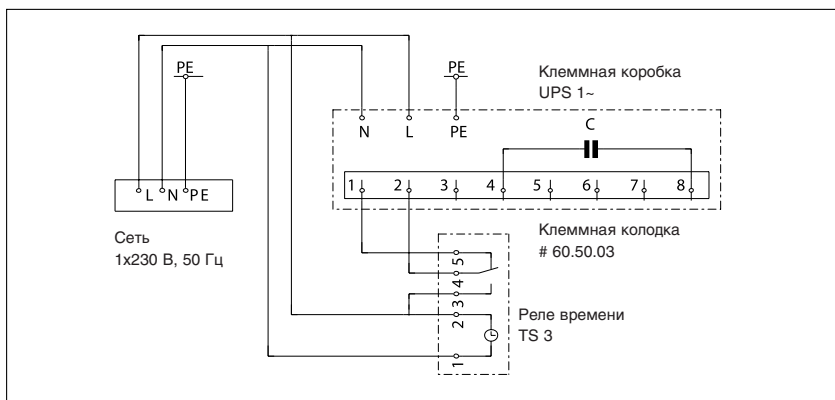 PE
PE
Клеммная коробка
UPS 1~
N L PE
C
1 2 3 4 5 6 7 8
L N PE
Сеть
1x230 В, 50 Гц
Клеммная колодка
# 60.50.03
5
4
3
2
1
Реле времени
TS 3